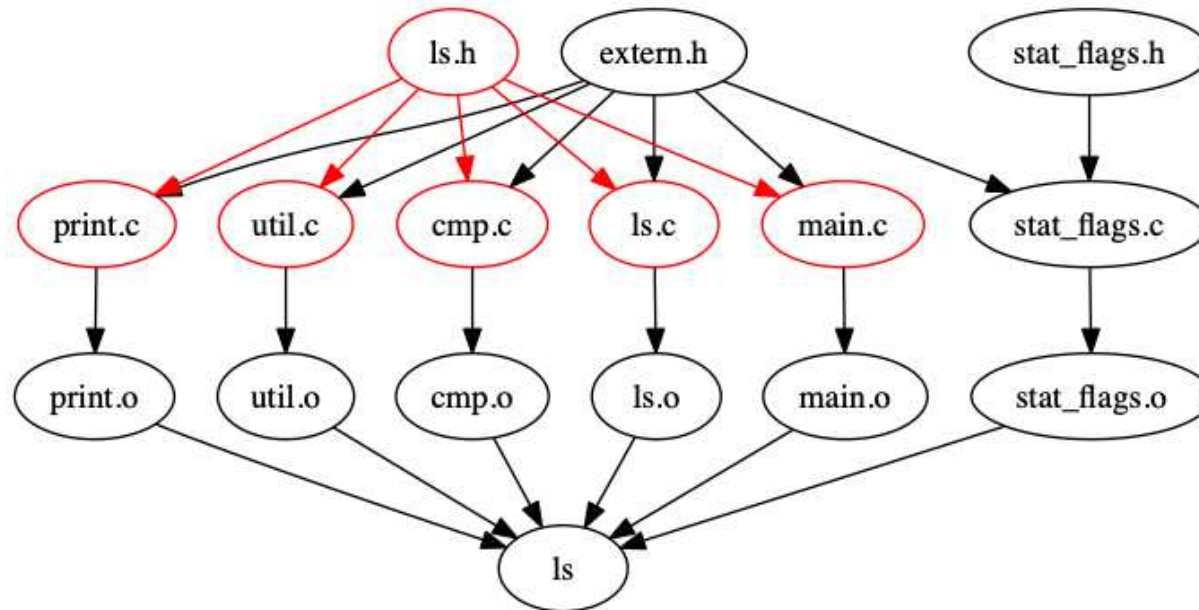 ls.h
extern.h
stat_flags.h
print.c
util.c
cmp.c
ls.c
main.c
stat_flags.c
print.o
util.o
cmp.o
ls.o
main.o
stat_flags.o
ls